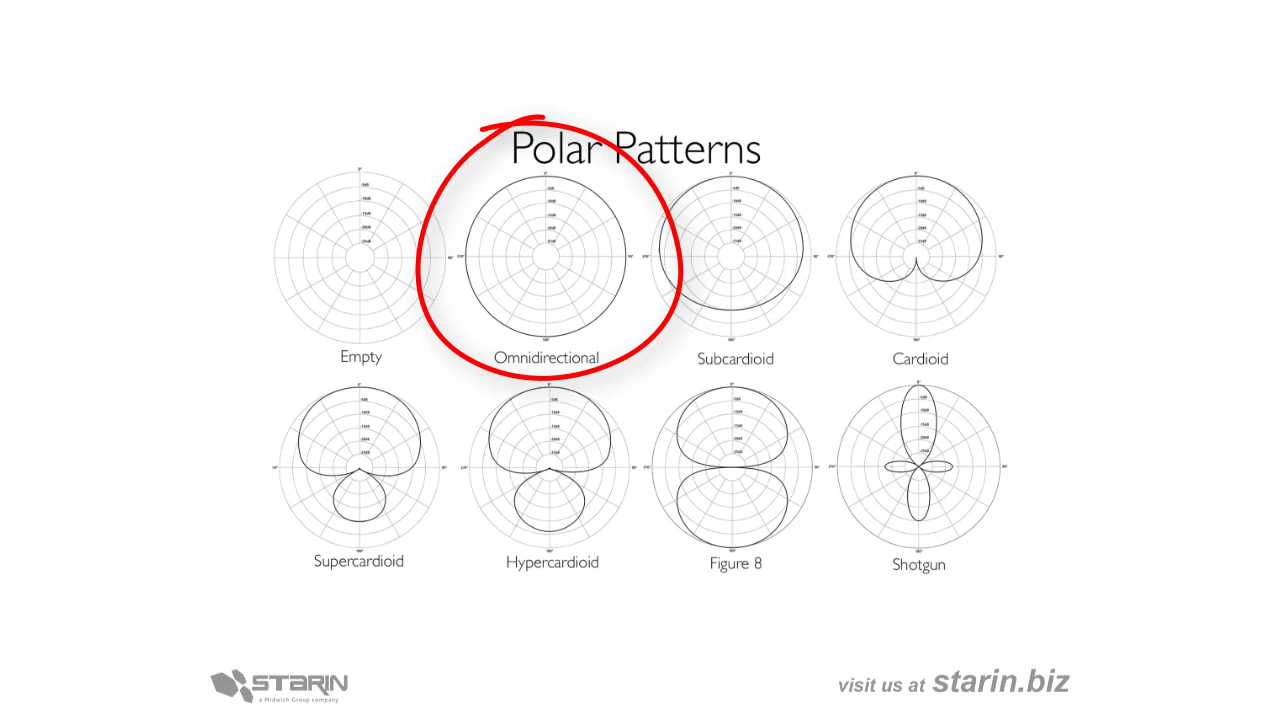 Polar Patterns
Empty
Omnidirectional
Subcardioid
Cardioid
Supercardioid
Hypercardioid
Figure 8
Shotgun
STARIN
a Midwich Group company
visit us at starin.biz